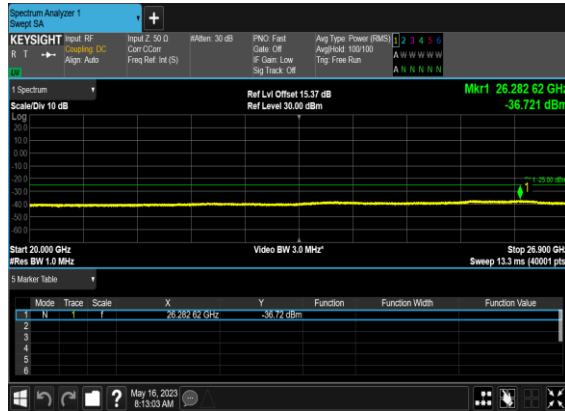 Spectrum Analyzer 1
Swept SA
+
KEYSIGHT Input: RF Input Z: 50 Ω #Atten: 30 dB PNO: Fast Avg Type: Power (RMS) 1 2 3 4 5 6
R T Coupling: DC Corr CCorr Gate: Off Avg|Hold: 100/100 A W W W W W
Align: Auto Freq Ref: Int (S) IF Gain: Low Trig: Free Run
Sig Track: Off A N N N N N
1 Spectrum Ref Lvl Offset 15.37 dB Mkr1 26.282 62 GHz
Scale/Div 10 dB Ref Level 30.00 dBm -36.721 dBm
Log
20.0
10.0
0.00
-10.0
-20.0
-25.00 dBm
1
-30.0
-40.0
-50.0
-60.0
Start 20.000 GHz Video BW 3.0 MHz* Stop 26.900 GHz
#Res BW 1.0 MHz Sweep 13.3 ms (40001 pts)
5 Marker Table
Mode Trace Scale X Y Function Function Width Function Value
1 N 1 f 26.282 62 GHz -36.72 dBm
2
3
4
5
6
? May 16, 2023
8:13:03 AM